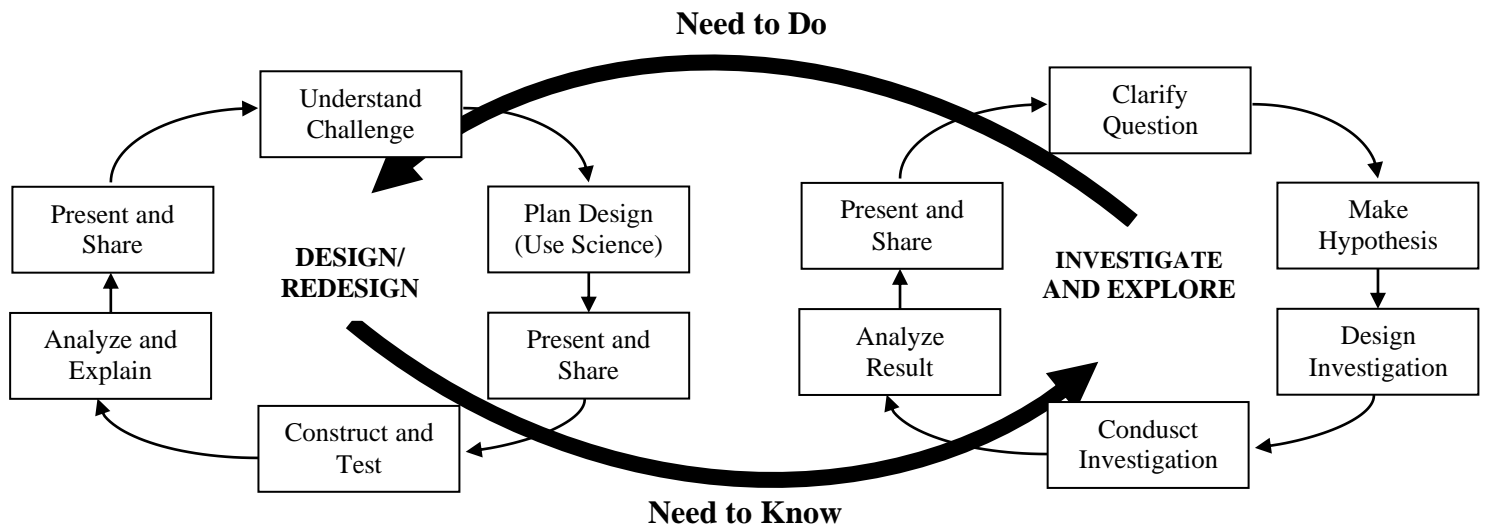 Need to Do
Understand
Challenge
Plan Design
(Use Science)
Present and
Share
Construct and
Test
Analyze and
Explain
Present and
Share
DESIGN/
REDESIGN
Clarify
Question
Make
Hypothesis
Design
Investigation
Condusct
Investigation
Analyze
Result
Present and
Share
INVESTIGATE
AND EXPLORE
Need to Know